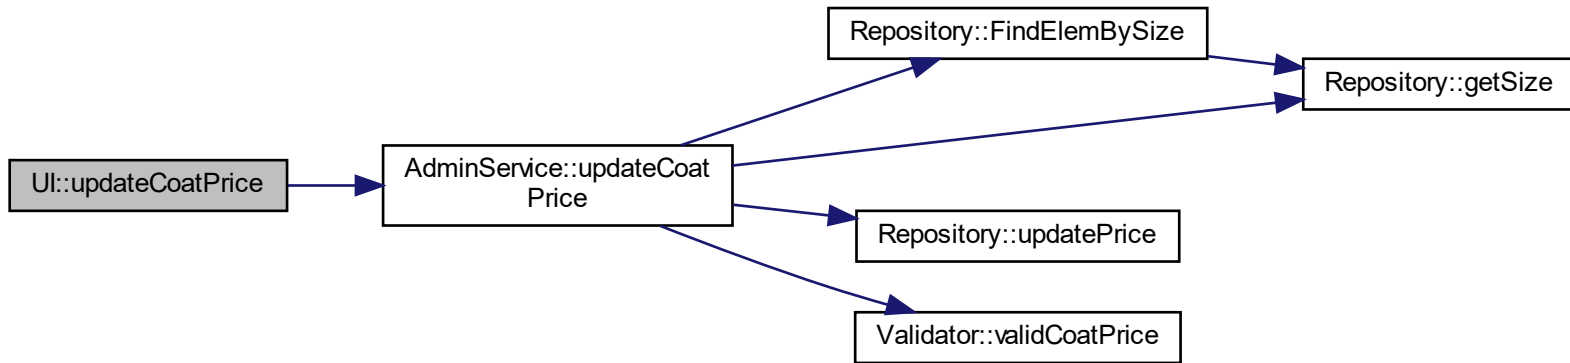 UI::updateCoatPrice
AdminService::updateCoat
Price
Repository::FindElemBySize
Repository::getSize
Repository::updatePrice
Validator::validCoatPrice